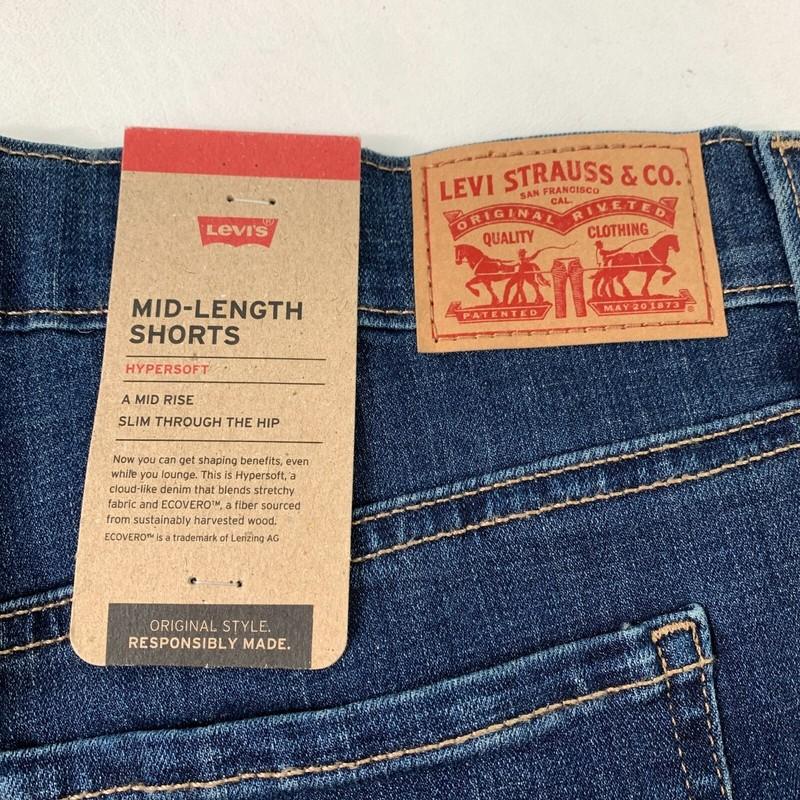 Levi's®
MID-LENGTH
SHORTS
HYPERSOFT
A MID RISE
SLIM THROUGH THE HIP
Now you can get shaping benefits, even
while you lounge. This is Hypersoft, a
cloud-like denim that blends stretchy
fabric and ECOVERO™, a fiber sourced
from sustainably harvested wood.
ECOVERO™ is a trademark of Lenzing AG
ORIGINAL STYLE.
RESPONSIBLY MADE.
LEVI STRAUSS & CO.
SAN FRANCISCO
CAL.
ORIGINAL RIVETED
QUALITY CLOTHING
PATENTED MAY 20 1873 ®